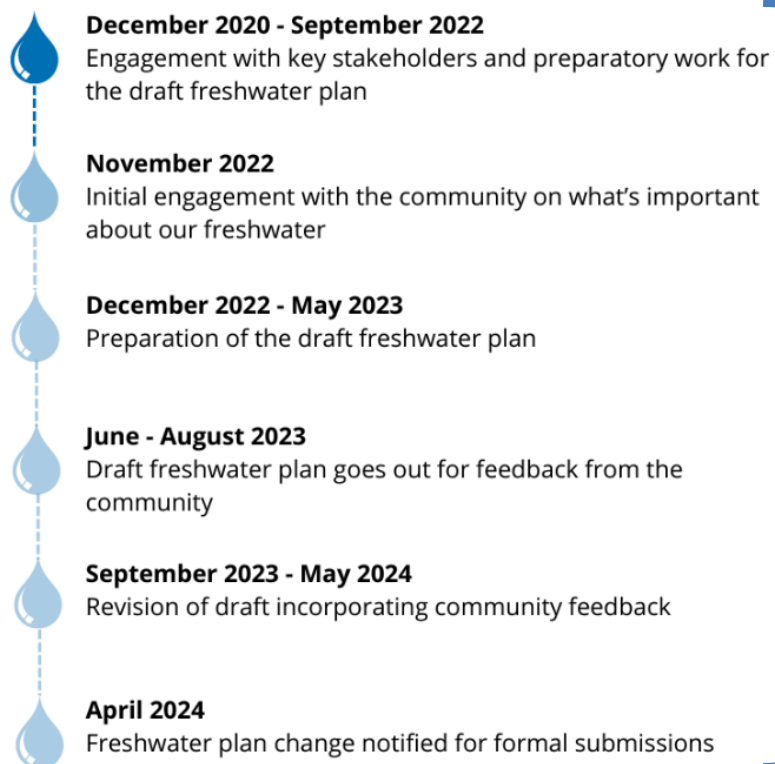 December 2020 - September 2022
Engagement with key stakeholders and preparatory work for
the draft freshwater plan
November 2022
Initial engagement with the community on what's important
about our freshwater
December 2022 - May 2023
Preparation of the draft freshwater plan
June - August 2023
Draft freshwater plan goes out for feedback from the
community
September 2023 - May 2024
Revision of draft incorporating community feedback
April 2024
Freshwater plan change notified for formal submissions